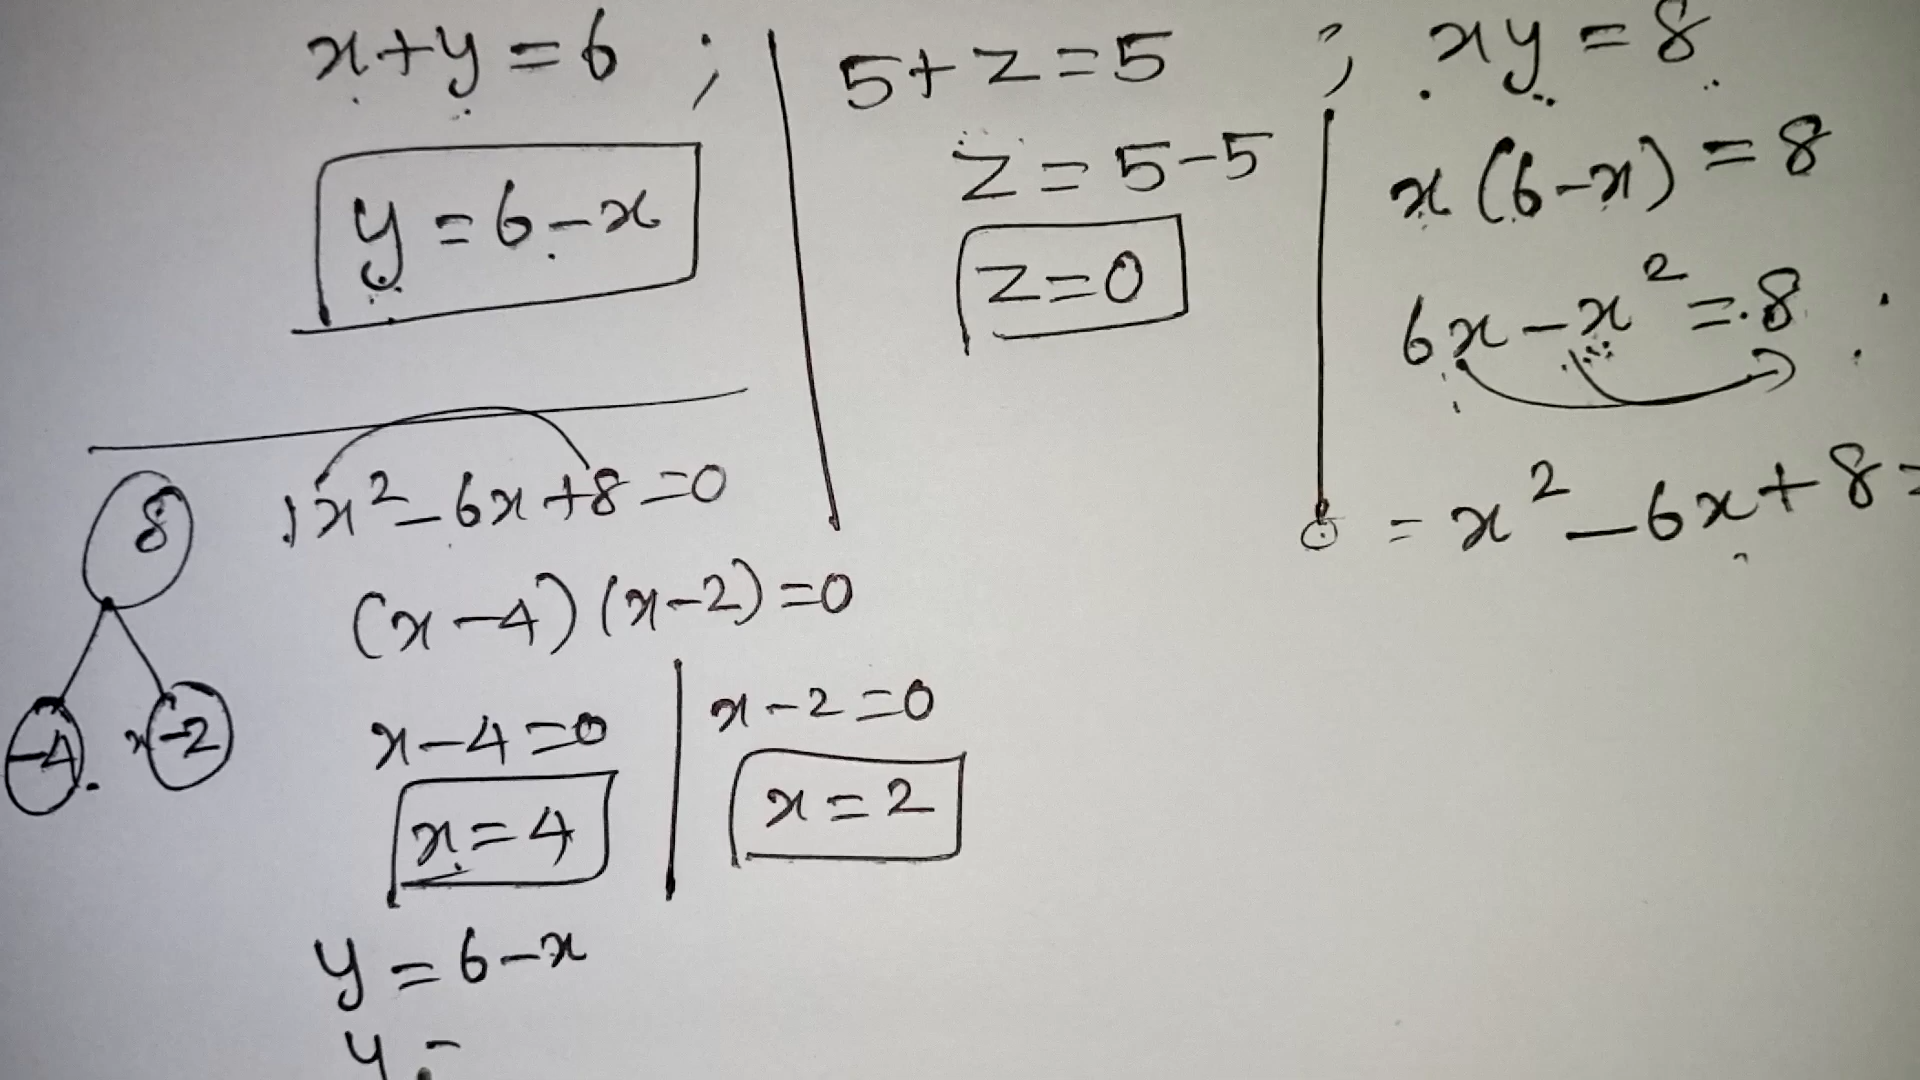 x+y=6 ;
y=6-x
5+z=5
z=5-5
z=0
; xy=8
x(6-x)=8
6x-x²=8
0=x²-6x+8=
8
-4 x -2
1x²-6x+8=0
(x-4)(x-2)=0
x-4=0
x=4
x-2=0
x=2
y=6-x
y=